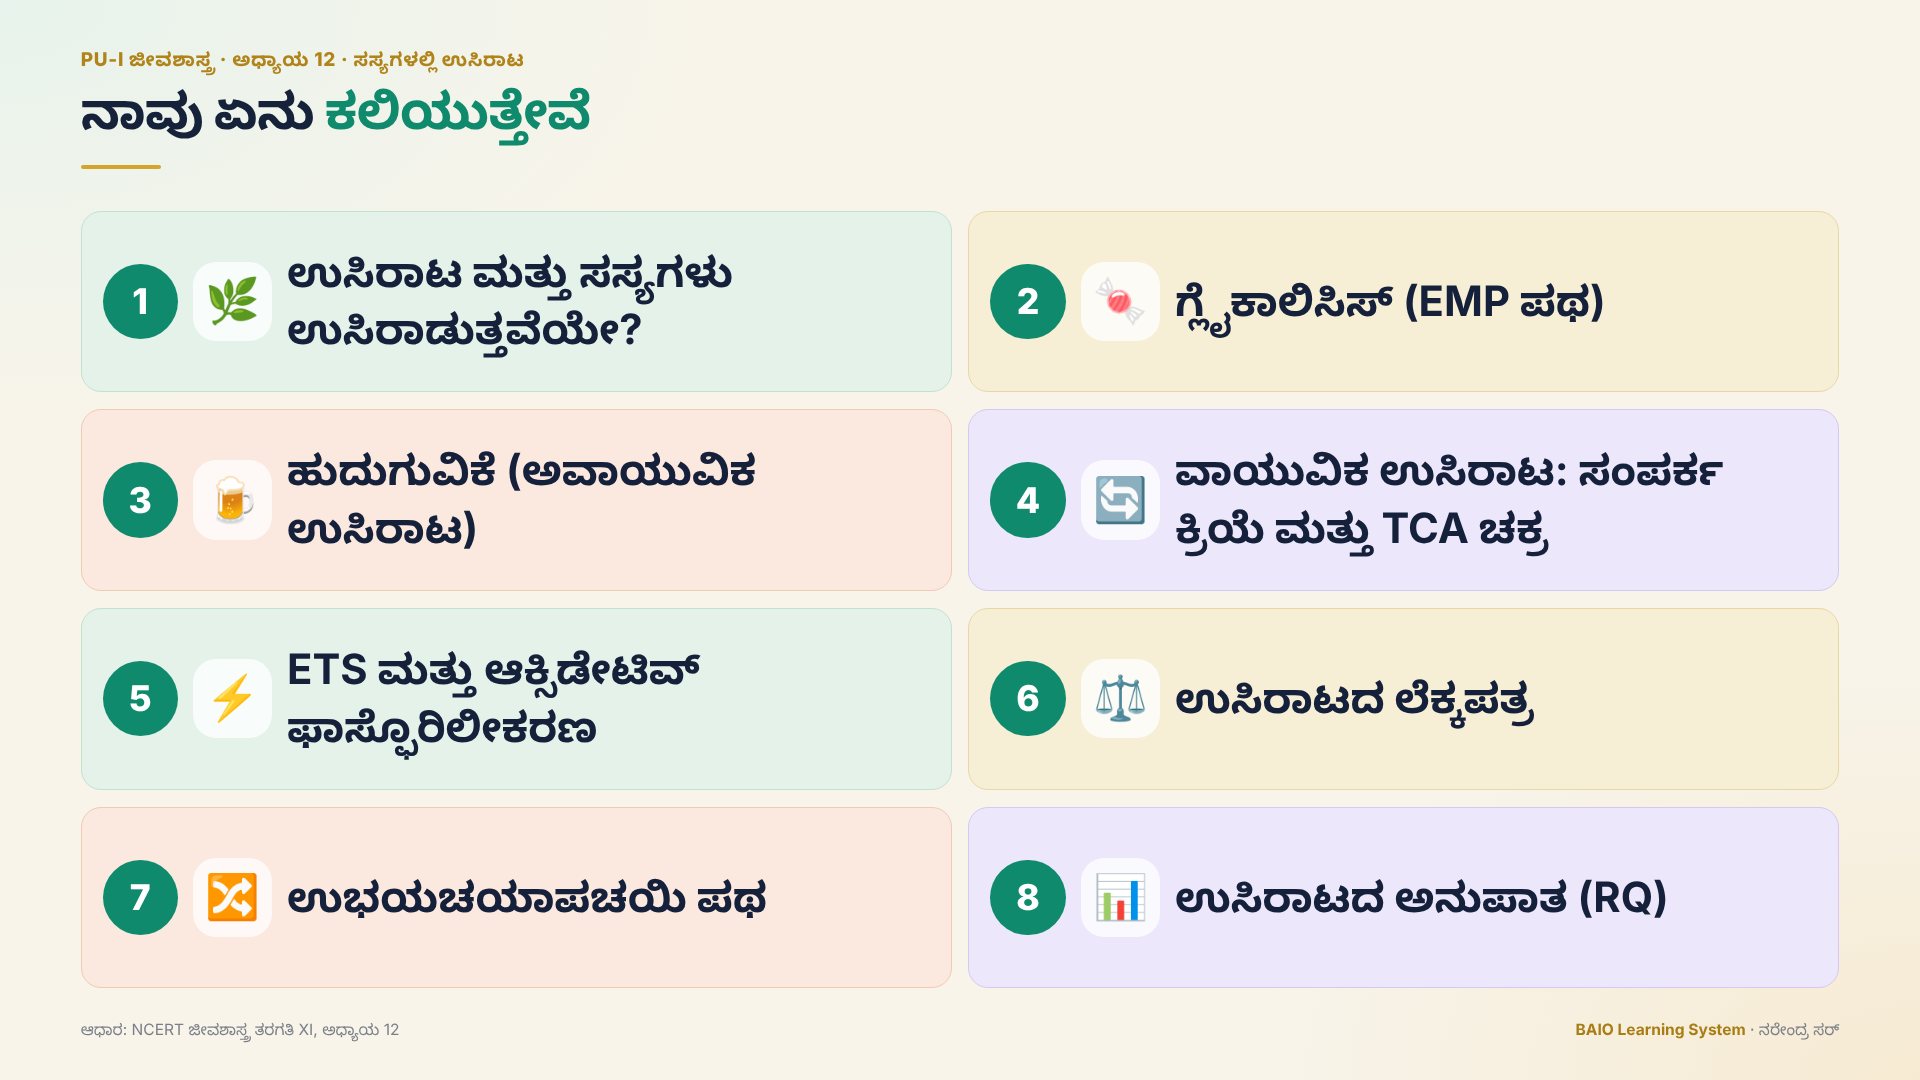 PU-I ಜೀವಶಾಸ್ತ್ರ · ಅಧ್ಯಾಯ 12 · ಸಸ್ಯಗಳಲ್ಲಿ ಉಸಿರಾಟ
ನಾವು ಏನು ಕಲಿಯುತ್ತೇವೆ
1
ಉಸಿರಾಟ ಮತ್ತು ಸಸ್ಯಗಳು
ಉಸಿರಾಡುತ್ತವೆಯೇ?
2
ಗ್ಲೈಕಾಲಿಸಿಸ್ (EMP ಪಥ)
3
ಹುದುಗುವಿಕೆ (ಅವಾಯುವಿಕ
ಉಸಿರಾಟ)
4
ವಾಯುವಿಕ ಉಸಿರಾಟ: ಸಂಪರ್ಕ
ಕ್ರಿಯೆ ಮತ್ತು TCA ಚಕ್ರ
5
ETS ಮತ್ತು ಆಕ್ಸಿಡೇಟಿವ್
ಫಾಸ್ಫೊರಿಲೀಕರಣ
6
ಉಸಿರಾಟದ ಲೆಕ್ಕಪತ್ರ
7
ಉಭಯಚಯಾಪಚಯಿ ಪಥ
8
ಉಸಿರಾಟದ ಅನುಪಾತ (RQ)
ಆಧಾರ: NCERT ಜೀವಶಾಸ್ತ್ರ ತರಗತಿ XI, ಅಧ್ಯಾಯ 12
BAIO Learning System · ನರೇಂದ್ರ ಸರ್